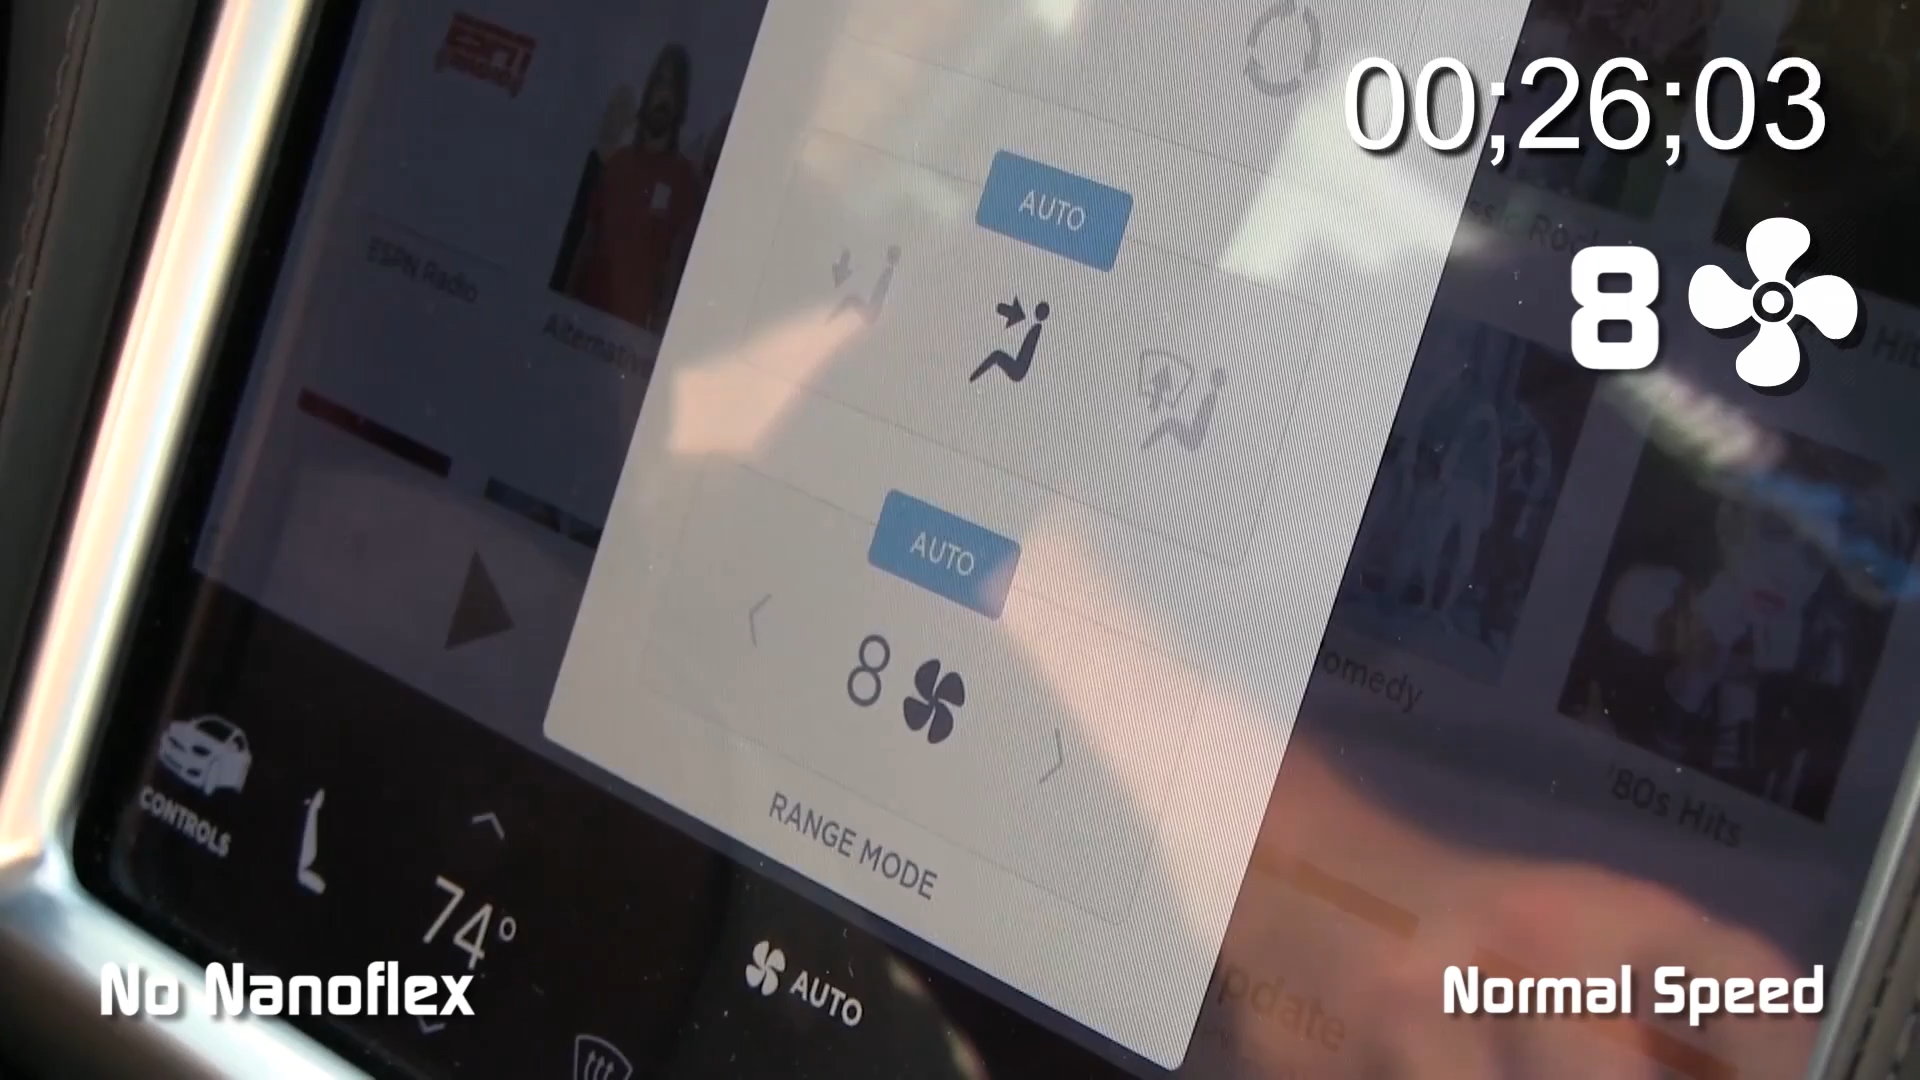 00;26;03
8
AUTO
ESPN Radio
AUTO
8
omedy
'80s Hits
RANGE MODE
CONTROLS
74°
AUTO
pdate
No Nanoflex
Normal Speed